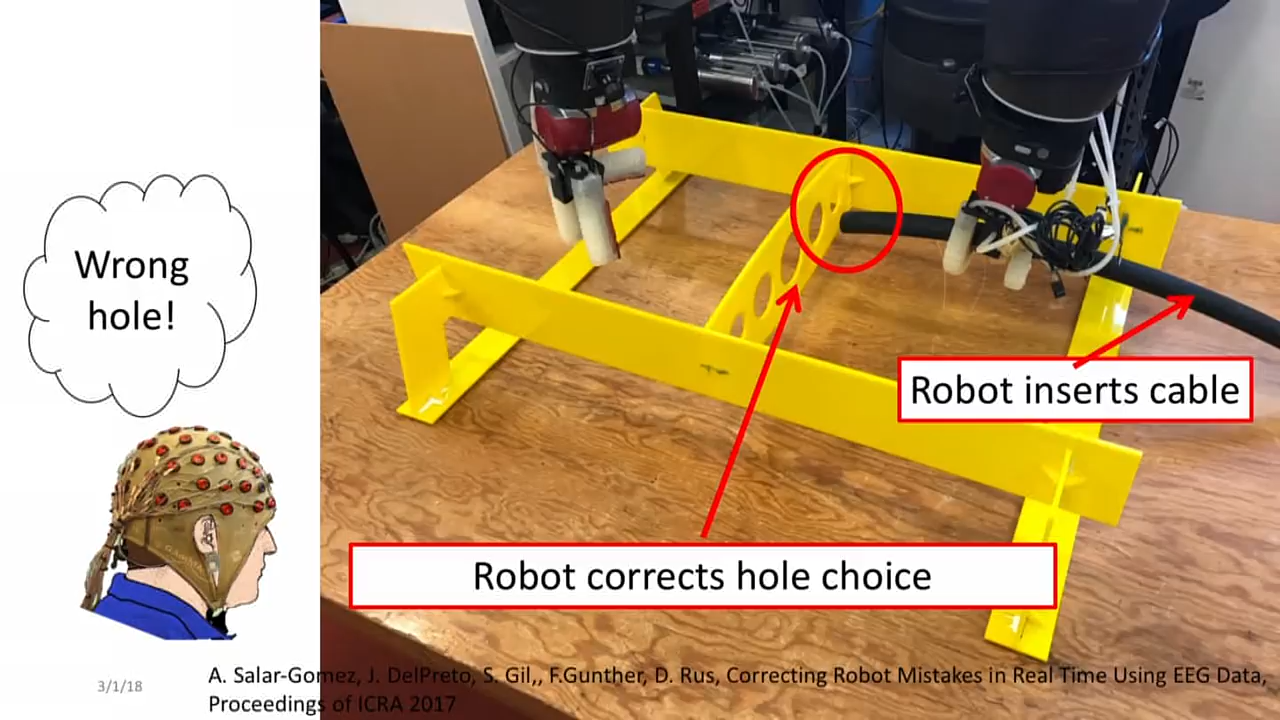 Wrong
hole!
Robot inserts cable
Robot corrects hole choice
3/1/18
A. Salar-Gomez, J. DelPreto, S. Gil,, F.Gunther, D. Rus, Correcting Robot Mistakes in Real Time Using EEG Data,
Proceedings of ICRA 2017